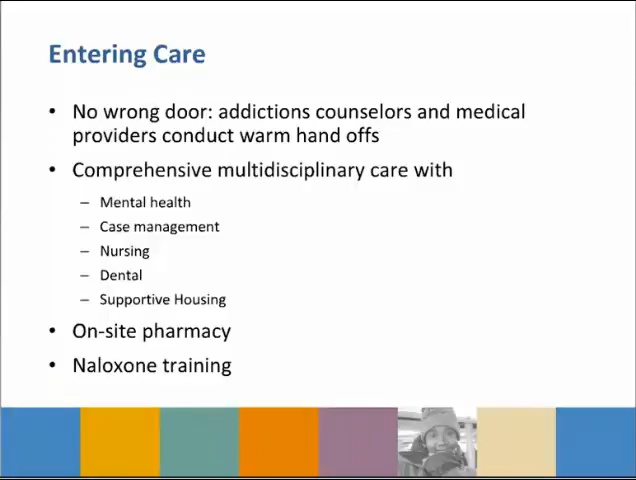 Entering Care
• No wrong door: addictions counselors and medical
providers conduct warm hand offs
• Comprehensive multidisciplinary care with
– Mental health
– Case management
– Nursing
– Dental
– Supportive Housing
• On-site pharmacy
• Naloxone training